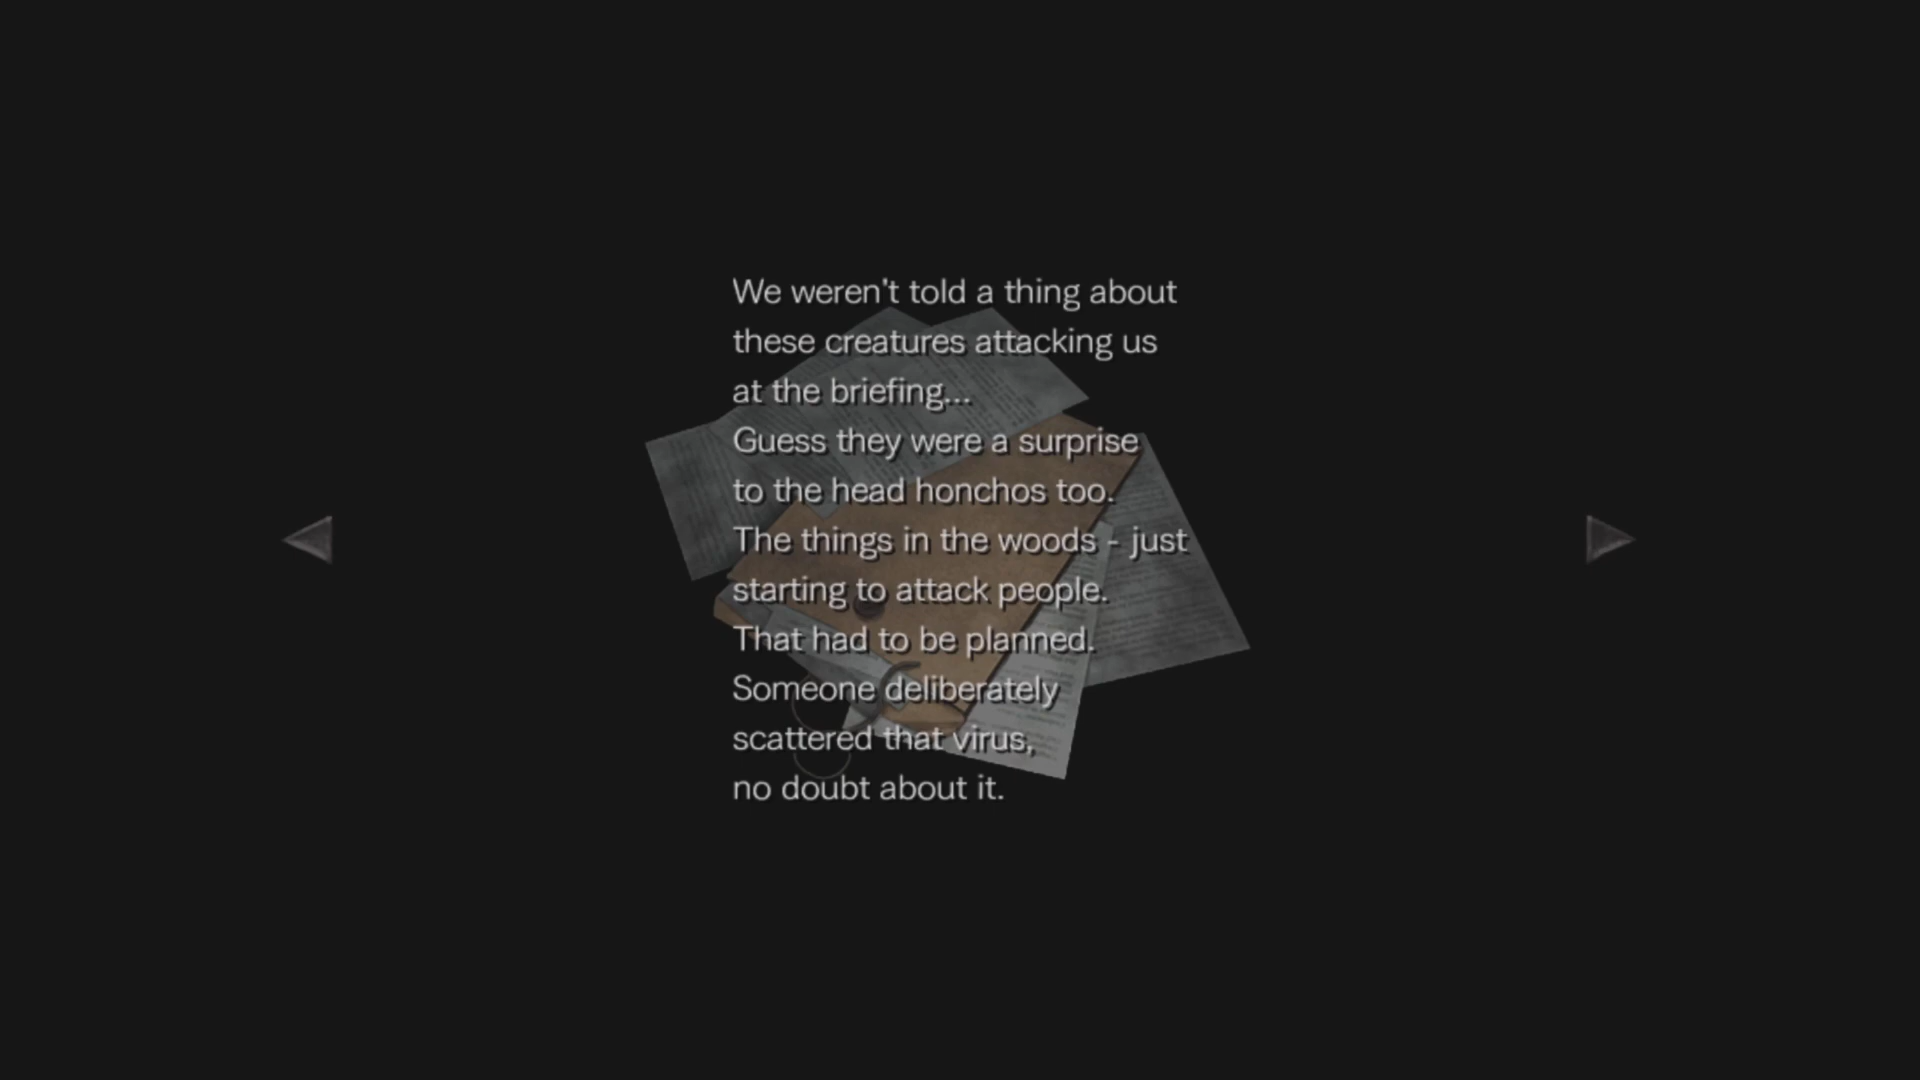 We weren't told a thing about
these creatures attacking us
at the briefing...
Guess they were a surprise
to the head honchos too.
The things in the woods - just
starting to attack people.
That had to be planned.
Someone deliberately
scattered that virus,
no doubt about it.